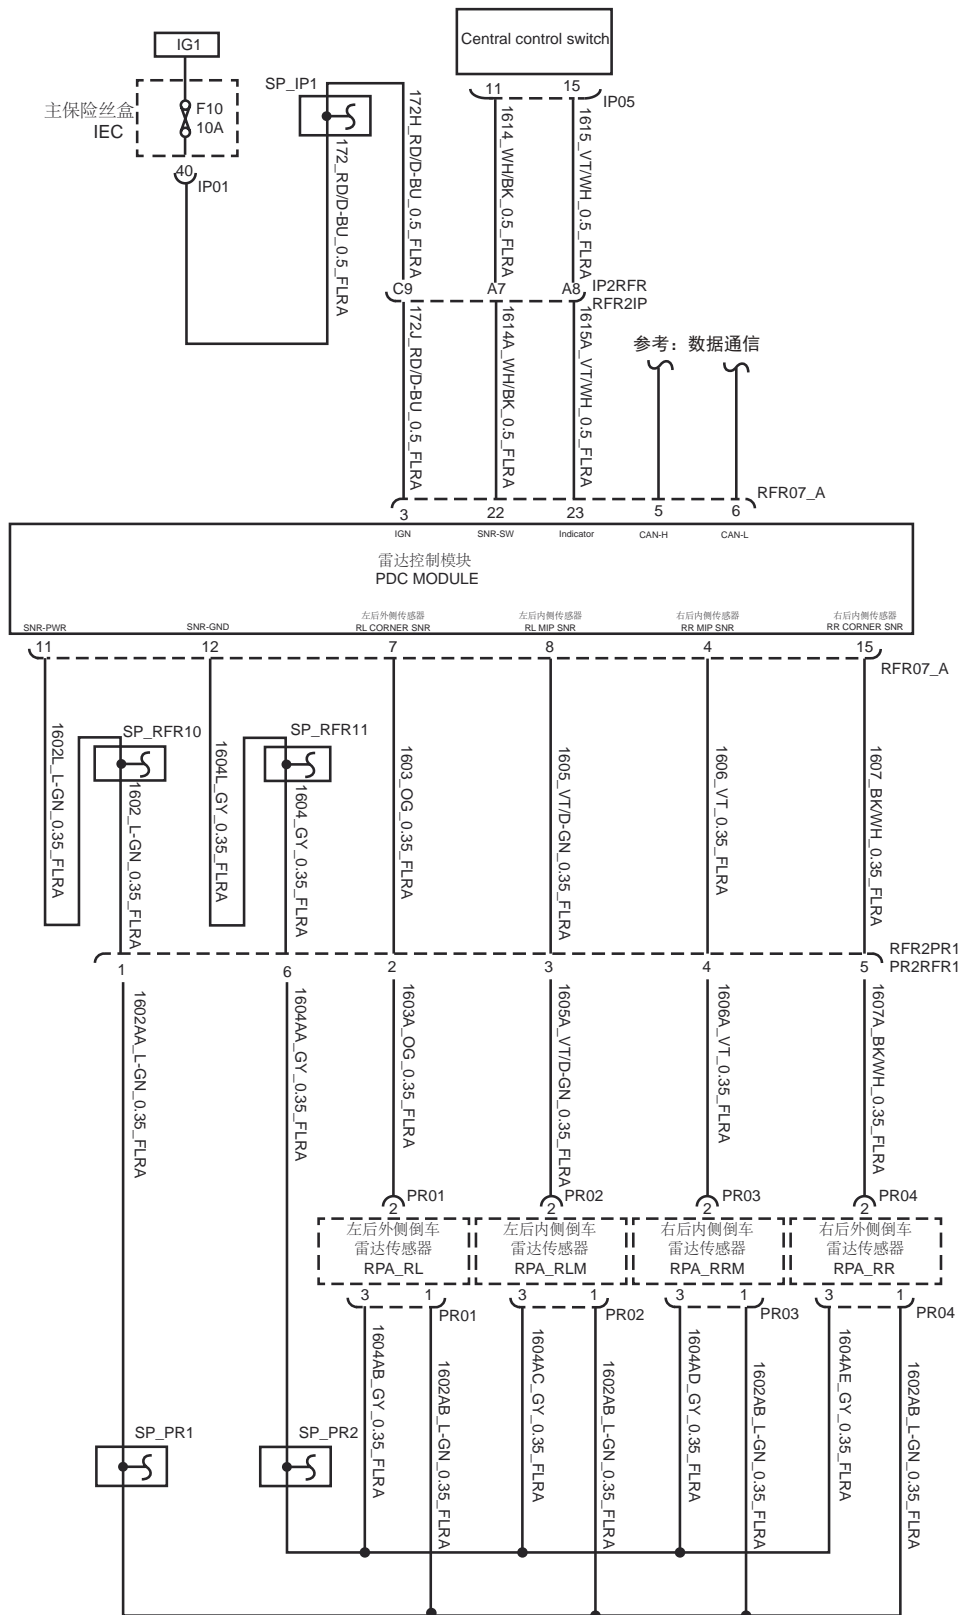 Central control switch
IG1
11
15
IP05
SP_IP1
主保险丝盒
IEC
F10
10A
40
IP01
172_RD/D-BU_0.5_FLRA
172H_RD/D-BU_0.5_FLRA
1614_WH/BK_0.5_FLRA
1615_VT/WH_0.5_FLRA
C9
A7
A8
IP2RFR
RFR2IP
172J_RD/D-BU_0.5_FLRA
1614A_WH/BK_0.5_FLRA
1615A_VT/WH_0.5_FLRA
参考：数据通信
RFR07_A
3
22
23
5
6
IGN
SNR-SW
Indicator
CAN-H
CAN-L
雷达控制模块
PDC MODULE
SNR-PWR
SNR-GND
左后外侧传感器
RL CORNER SNR
左后内侧传感器
RL MIP SNR
右后内侧传感器
RR MIP SNR
右后内侧传感器
RR CORNER SNR
11
12
7
8
4
15
RFR07_A
1602L_L-GN_0.35_FLRA
SP_RFR10
1602_L-GN_0.35_FLRA
1604L_GY_0.35_FLRA
SP_RFR11
1604_GY_0.35_FLRA
1603_OG_0.35_FLRA
1605_VT/D-GN_0.35_FLRA
1606_VT_0.35_FLRA
1607_BK/WH_0.35_FLRA
RFR2PR1
PR2RFR1
1
6
2
3
4
5
1602AA_L-GN_0.35_FLRA
1604AA_GY_0.35_FLRA
1603A_OG_0.35_FLRA
1605A_VT/D-GN_0.35_FLRA
1606A_VT_0.35_FLRA
1607A_BK/WH_0.35_FLRA
2
PR01
2
PR02
2
PR03
2
PR04
左后外侧倒车
雷达传感器
RPA_RL
左后内侧倒车
雷达传感器
RPA_RLM
右后内侧倒车
雷达传感器
RPA_RRM
右后外侧倒车
雷达传感器
RPA_RR
3
1
PR01
3
1
PR02
3
1
PR03
3
1
PR04
1604AB_GY_0.35_FLRA
1602AB_L-GN_0.35_FLRA
1604AC_GY_0.35_FLRA
1602AB_L-GN_0.35_FLRA
1604AD_GY_0.35_FLRA
1602AB_L-GN_0.35_FLRA
1604AE_GY_0.35_FLRA
1602AB_L-GN_0.35_FLRA
SP_PR1
SP_PR2